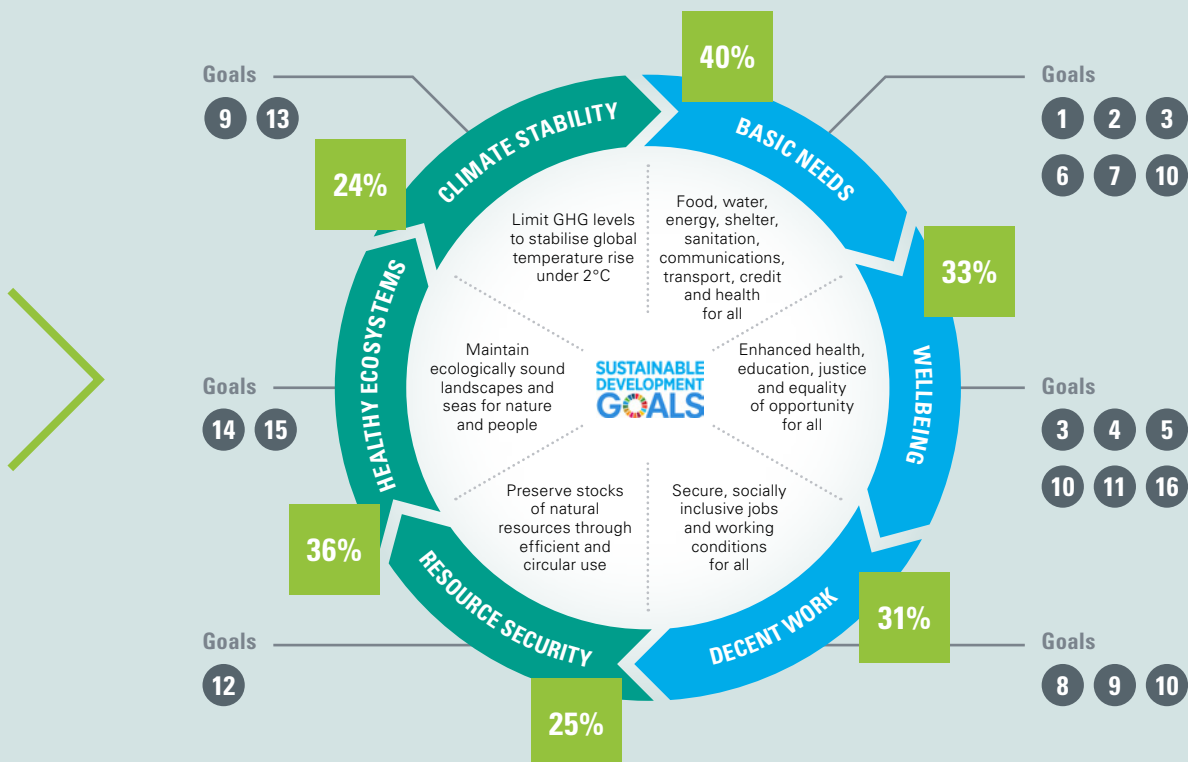 40%
Goals
9 13
CLIMATE STABILITY
24%
Limit GHG levels
to stabilise global
temperature rise
under 2°C
Goals
1 2 3
6 7 10
BASIC NEEDS
Food, water,
energy, shelter,
sanitation,
communications,
transport, credit
and health
for all
33%
Goals
14 15
HEALTHY ECOSYSTEMS
Maintain
ecologically sound
landscapes and
seas for nature
and people
SUSTAINABLE
DEVELOPMENT
GOALS
Enhanced health,
education, justice
and equality
of opportunity
for all
WELLBEING
Goals
3 4 5
10 11 16
36%
Preserve stocks
of natural
resources through
efficient and
circular use
RESOURCE SECURITY
Goals
12
25%
Secure, socially
inclusive jobs
and working
conditions
for all
DECENT WORK
31%
Goals
8 9 10